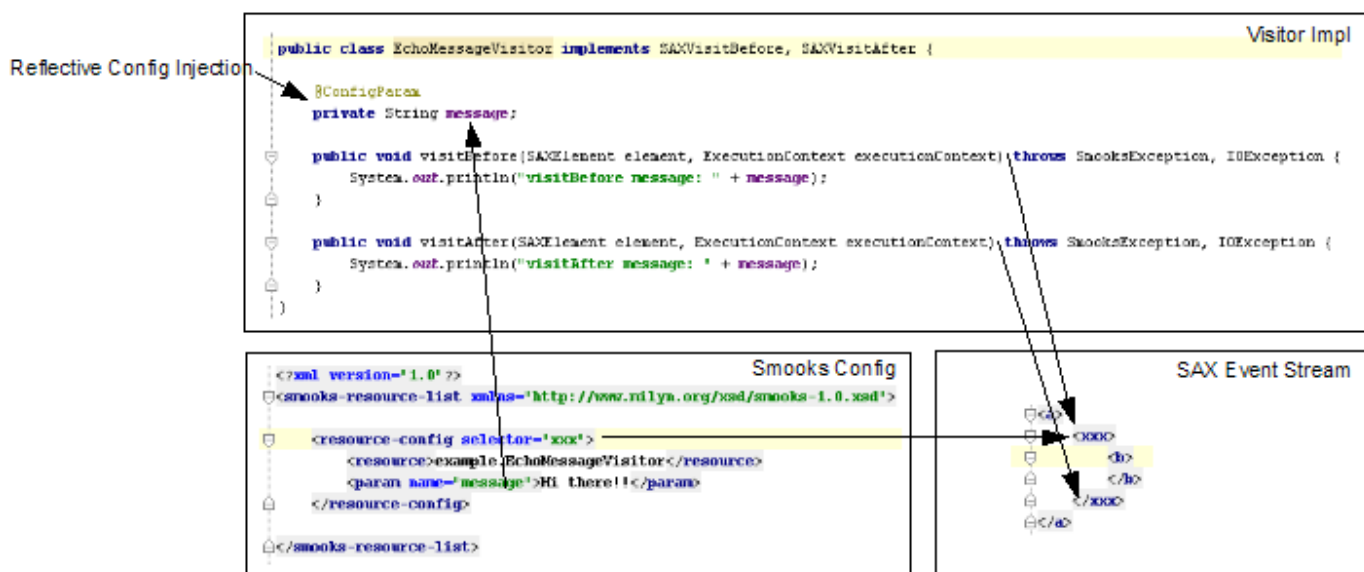 Visitor Impl
public class EchoMessageVisitor implements SAXVisitBefore, SAXVisitAfter {
Reflective Config Injection
@ConfigParam
private String message;
public void visitBefore(SAXElement element, ExecutionContext executionContext) throws SmooksException, IOException {
System.out.println("visitBefore message: " + message);
}
public void visitAfter(SAXElement element, ExecutionContext executionContext) throws SmooksException, IOException {
System.out.println("visitAfter message: " + message);
}
}
Smooks Config
<?xml version="1.0"?>
<smooks-resource-list xmlns="http://www.milyn.org/xsd/smooks-1.0.xsd">
<resource-config selector="xxx">
<resource>example.EchoMessageVisitor</resource>
<param name="message">Hi there!!</param>
</resource-config>
</smooks-resource-list>
SAX Event Stream
<a>
<xxx>
<b>
</b>
</xxx>
</a>